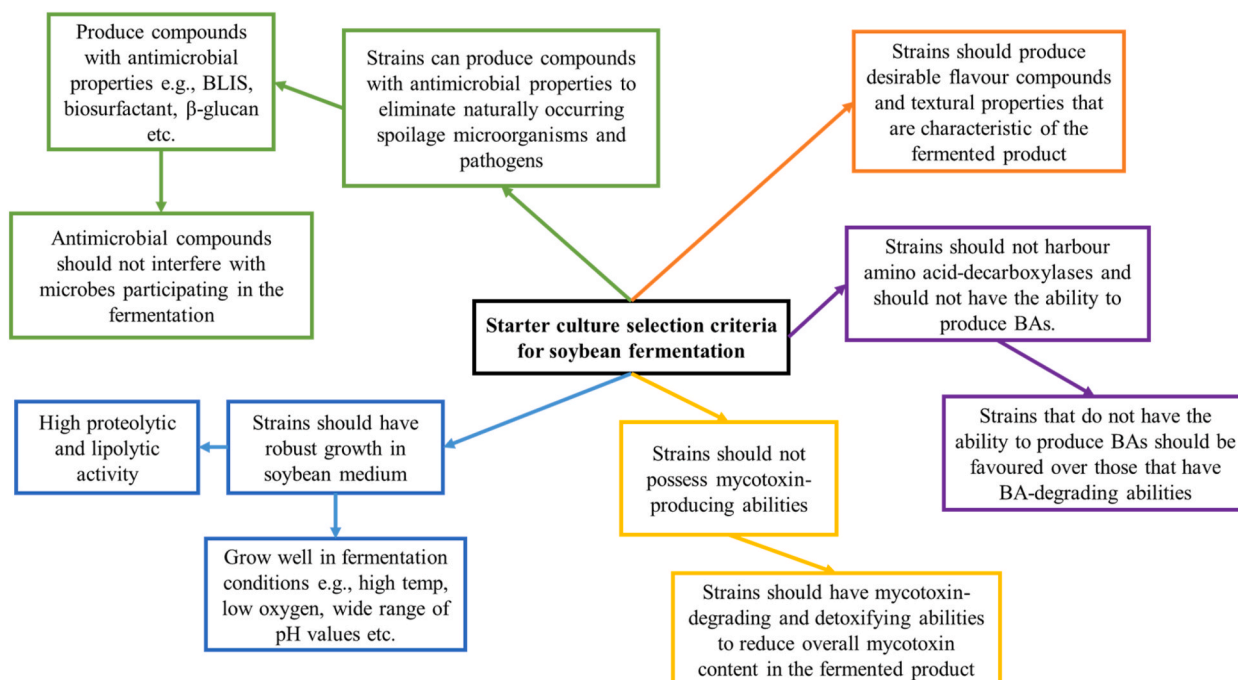 Produce compounds
with antimicrobial
properties e.g., BLIS,
biosurfactant, β-glucan
etc.
Strains can produce compounds
with antimicrobial properties to
eliminate naturally occurring
spoilage microorganisms and
pathogens
Strains should produce
desirable flavour compounds
and textural properties that
are characteristic of the
fermented product
Antimicrobial compounds
should not interfere with
microbes participating in the
fermentation
Strains should not harbour
amino acid-decarboxylases and
should not have the ability to
produce BAs.
Starter culture selection criteria
for soybean fermentation
High proteolytic
and lipolytic
activity
Strains should have
robust growth in
soybean medium
Strains should not
possess mycotoxin-
producing abilities
Strains that do not have the
ability to produce BAs should be
favoured over those that have
BA-degrading abilities
Grow well in fermentation
conditions e.g., high temp,
low oxygen, wide range of
pH values etc.
Strains should have mycotoxin-
degrading and detoxifying abilities
to reduce overall mycotoxin
content in the fermented product